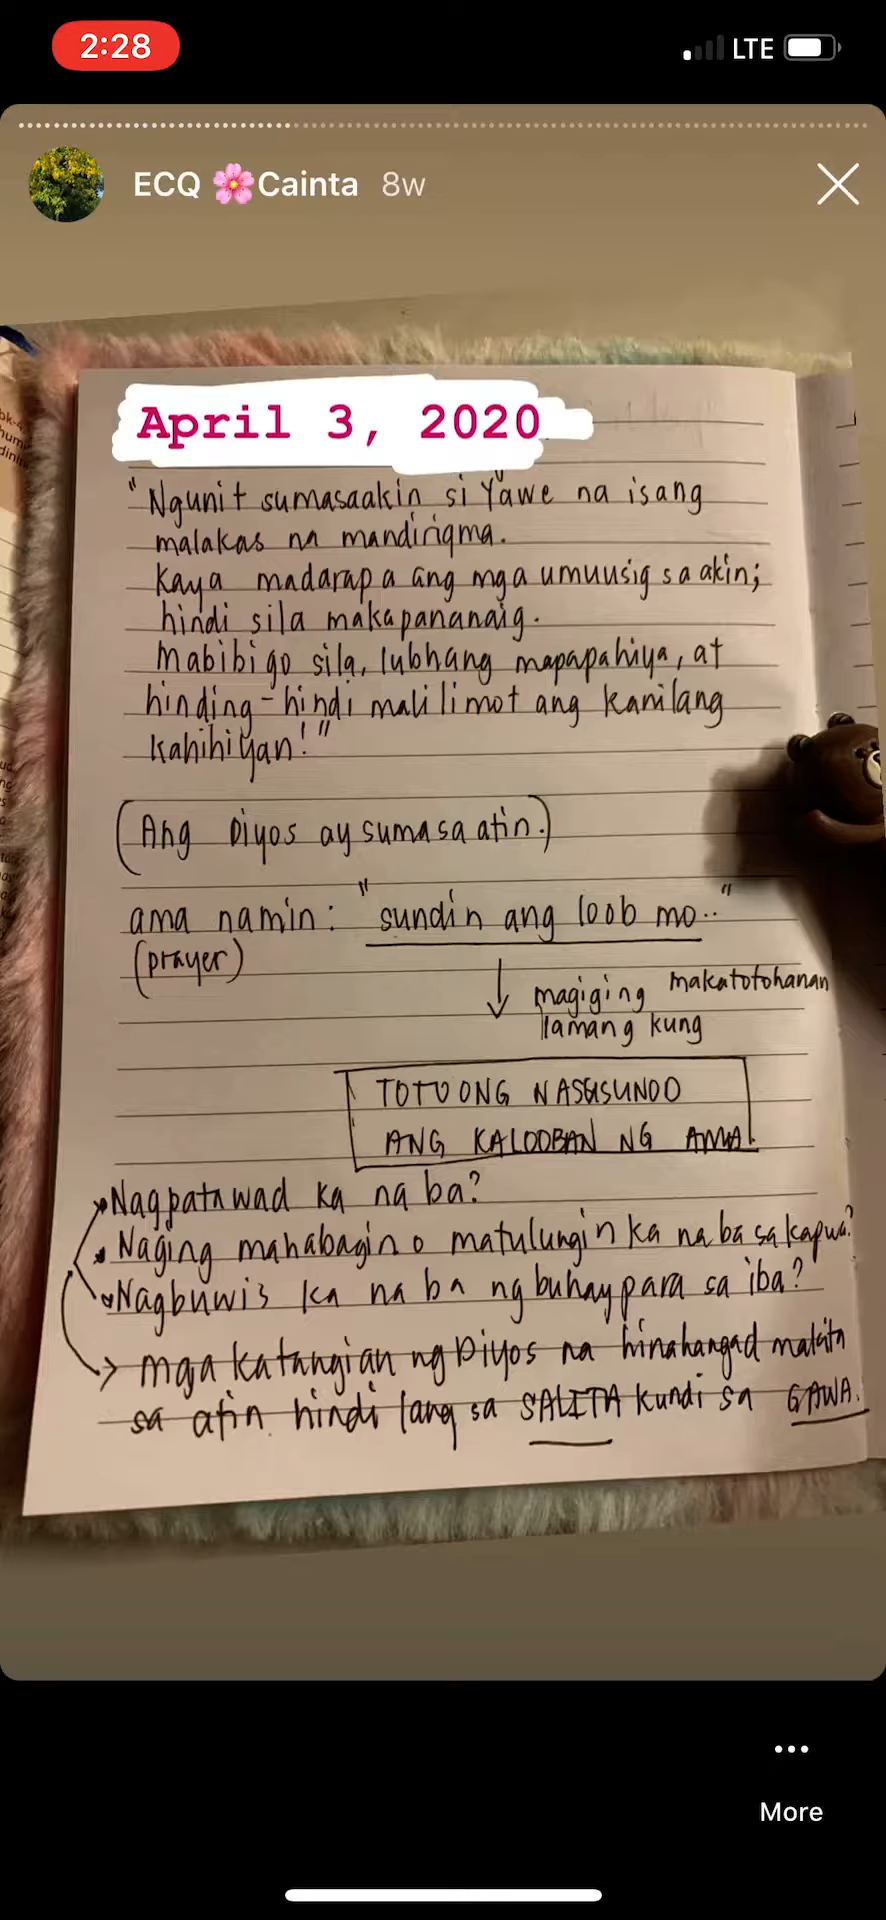 2:28
LTE
ECQ 🌸Cainta 8w
April 3, 2020
"Ngunit sumasaakin si Yawe na isang
malakas na mandirigma.
Kaya madarapa ang mga umuusig sa akin;
hindi sila makapananaig.
Mabibigo sila, lubhang mapapahiya, at
hinding-hindi malilimot ang kanilang
kahihiyan!"
(Ang Diyos ay sumasaatin.)
ama namin: "sundin ang loob mo.."
(prayer)
↓ magiging makatotohanan
lamang kung
TOTOONG NASUSUNOD
ANG KALOOBAN NG AMA.
• Nagpatawad ka na ba?
• Naging mahabagin o matulungin ka na ba sa kapwa?
• Nagbuwis ka na ba ng buhay para sa iba?
→ mga katangian ng Diyos na hinahangad makita
sa atin hindi lang sa SALITA kundi sa GAWA.
More